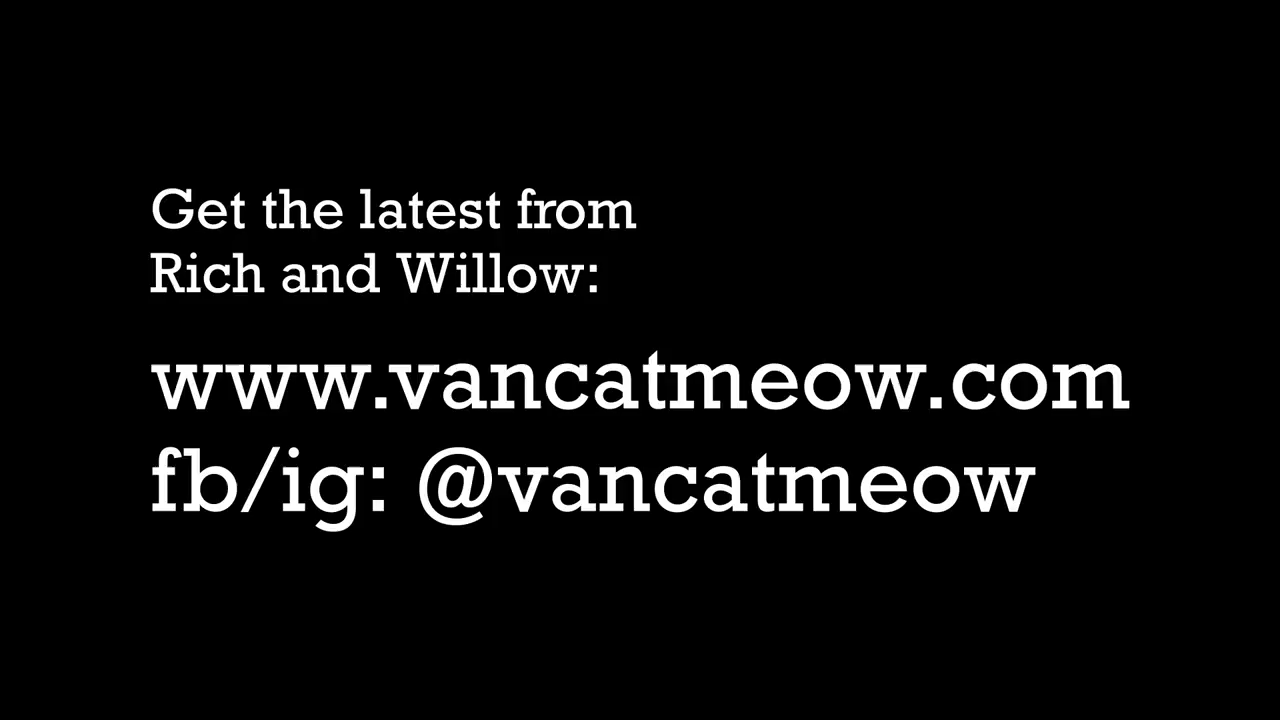 Get the latest from
Rich and Willow:
www.vancatmeow.com
fb/ig: @vancatmeow